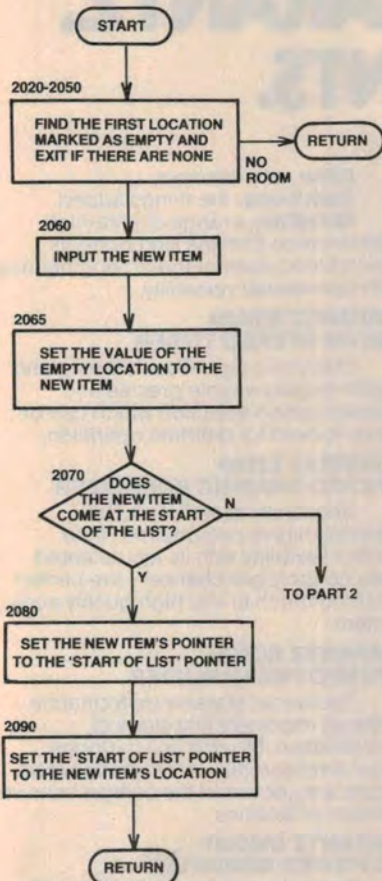 START
2020-2050
FIND THE FIRST LOCATION
MARKED AS EMPTY AND
EXIT IF THERE ARE NONE
RETURN
NO
ROOM
2060
INPUT THE NEW ITEM
2065
SET THE VALUE OF THE
EMPTY LOCATION TO THE
NEW ITEM
2070
DOES
THE NEW ITEM
COME AT THE START
OF THE LIST?
N
Y
TO PART 2
2080
SET THE NEW ITEM'S POINTER
TO THE 'START OF LIST' POINTER
2090
SET THE 'START OF LIST' POINTER
TO THE NEW ITEM'S LOCATION
RETURN